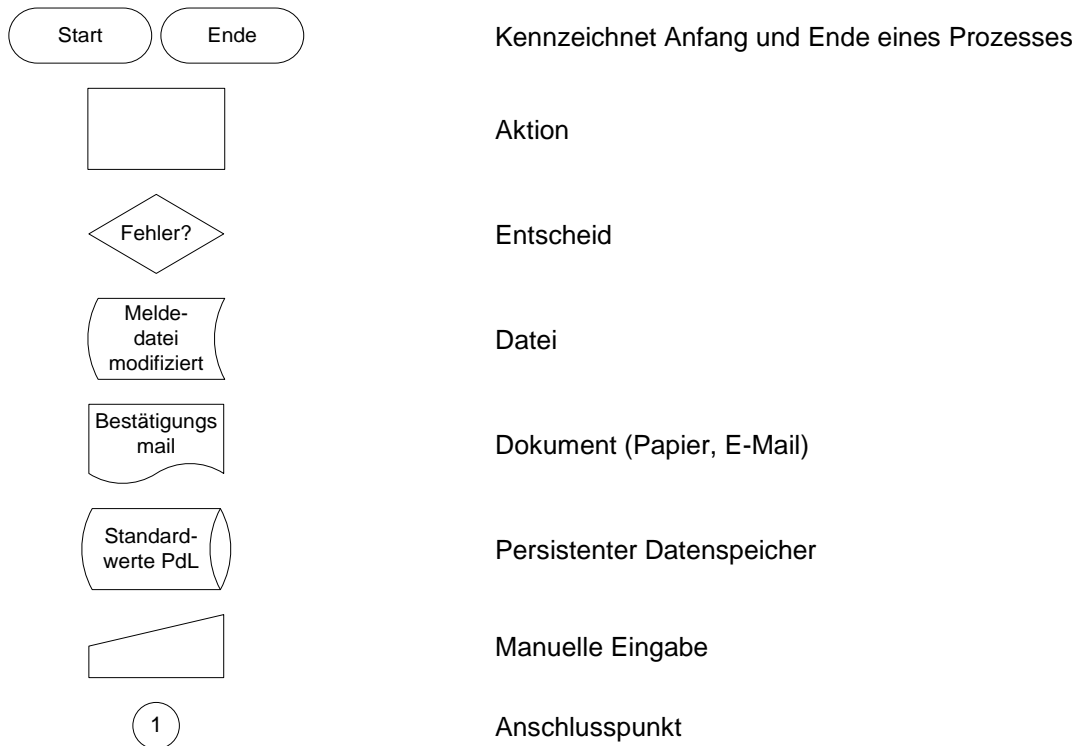 Start Ende Kennzeichnet Anfang und Ende eines Prozesses
Aktion
Fehler? Entscheid
Melde-
datei
modifiziert
Datei
Bestätigungs
mail
Dokument (Papier, E-Mail)
Standard-
werte PdL
Persistenter Datenspeicher
Manuelle Eingabe
1 Anschlusspunkt